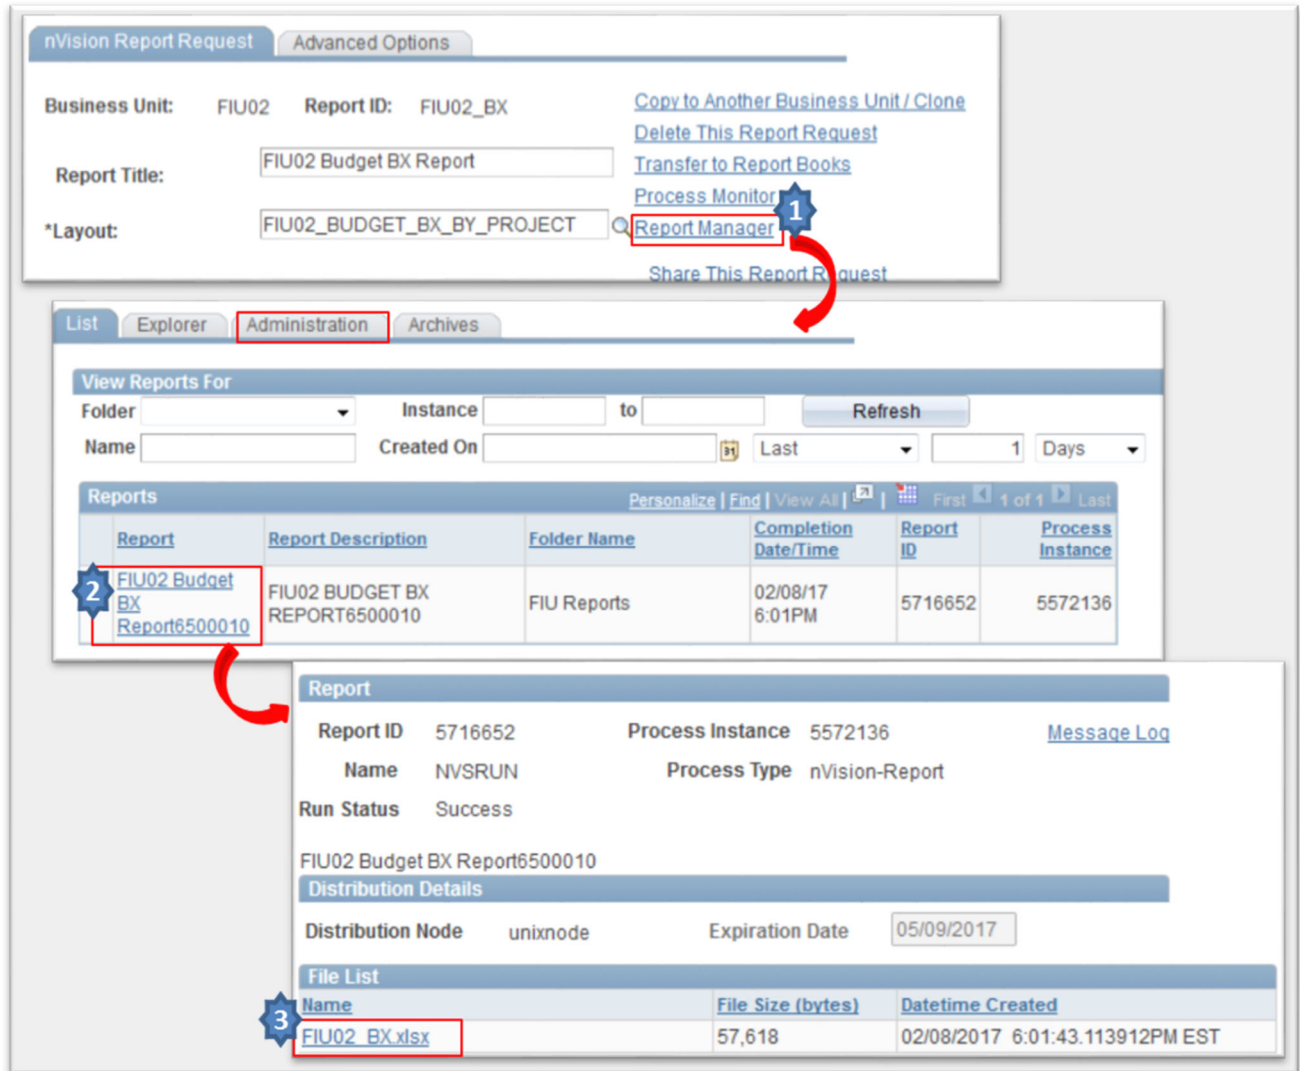 nVision Report Request Advanced Options
Business Unit: FIU02 Report ID: FIU02_BX Copy to Another Business Unit / Clone
Delete This Report Request
Report Title: FIU02 Budget BX Report Transfer to Report Books
Process Monitor
1
*Layout: FIU02_BUDGET_BX_BY_PROJECT Report Manager
Share This Report Request
List Explorer Administration Archives
View Reports For
Folder Instance to Refresh
Name Created On 31 Last 1 Days
Reports Personalize | Find | View All | | First 1 of 1 Last
Report Report Description Folder Name Completion Date/Time Report ID Process Instance
2
FIU02 Budget BX Report6500010 FIU02 BUDGET BX REPORT6500010 FIU Reports 02/08/17 6:01PM 5716652 5572136
Report
Report ID 5716652 Process Instance 5572136 Message Log
Name NVSRUN Process Type nVision-Report
Run Status Success
FIU02 Budget BX Report6500010
Distribution Details
Distribution Node unixnode Expiration Date 05/09/2017
File List
Name File Size (bytes) Datetime Created
3
FIU02_BX.xlsx 57,618 02/08/2017 6:01:43.113912PM EST